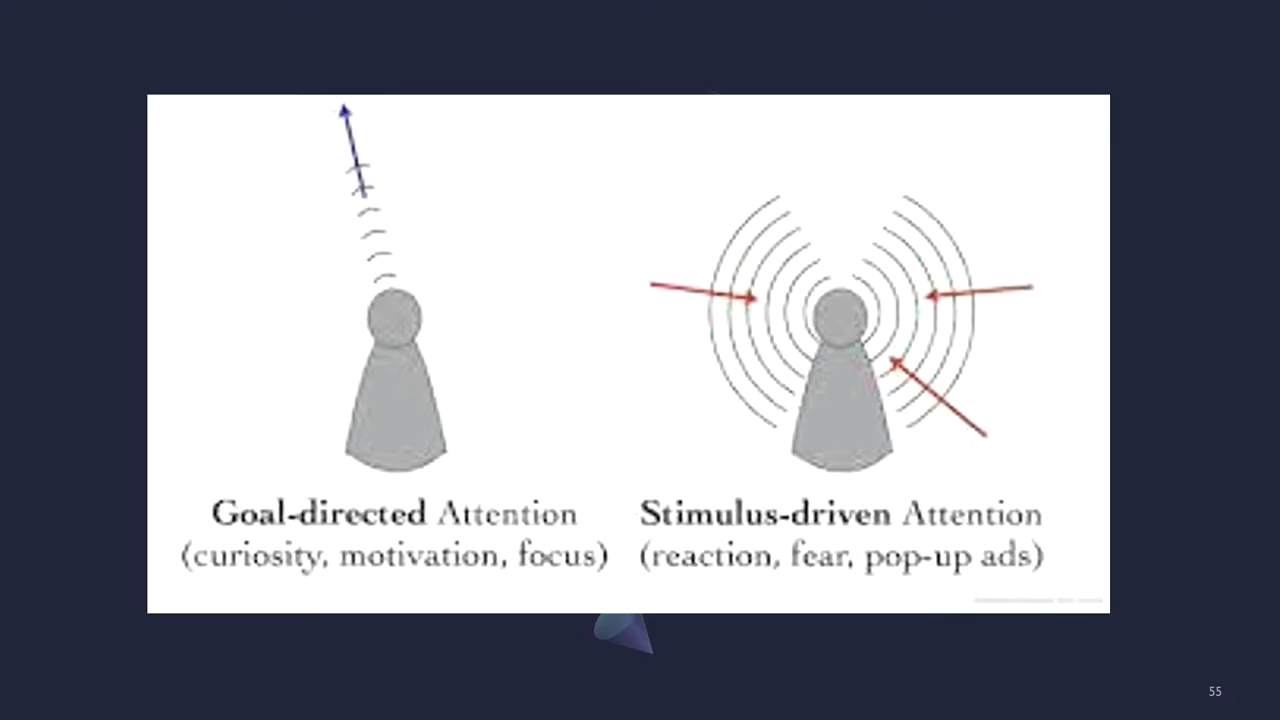 Goal-directed Attention
(curiosity, motivation, focus)
Stimulus-driven Attention
(reaction, fear, pop-up ads)
55